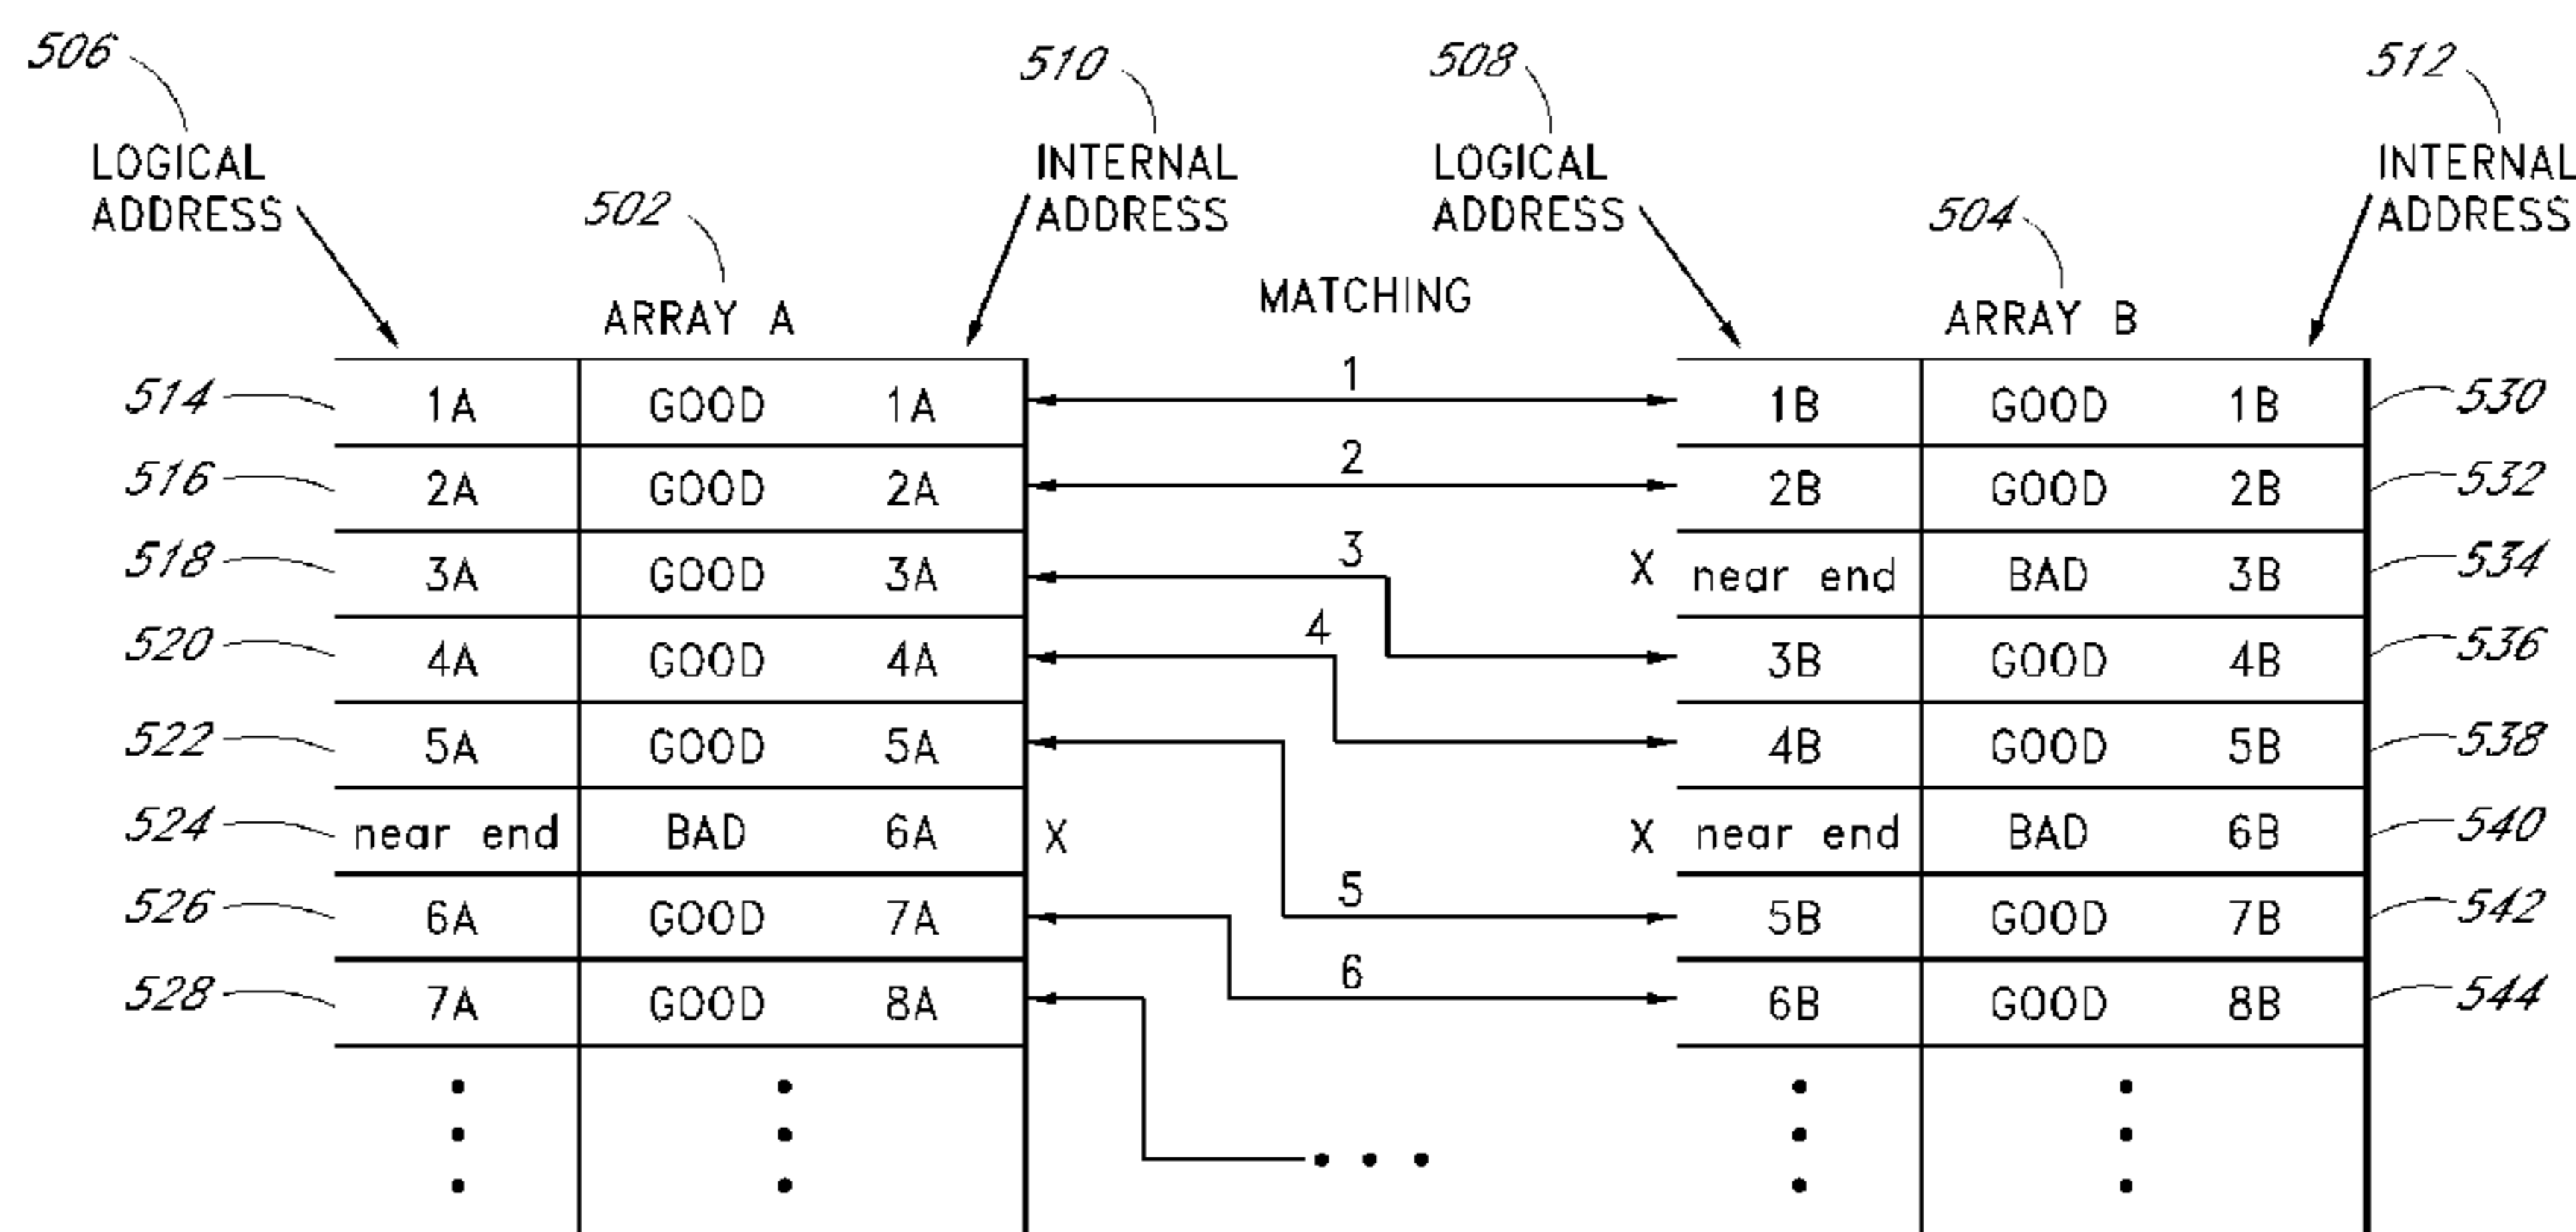 506 510 508 512
LOGICAL ADDRESS
INTERNAL ADDRESS
LOGICAL ADDRESS
INTERNAL ADDRESS
502 504
MATCHING
ARRAY A ARRAY B
514 1A GOOD 1A 1 1B GOOD 1B 530
516 2A GOOD 2A 2 2B GOOD 2B 532
518 3A GOOD 3A 3 X near end BAD 3B 534
520 4A GOOD 4A 4 3B GOOD 4B 536
522 5A GOOD 5A 4B GOOD 5B 538
524 near end BAD 6A X X near end BAD 6B 540
526 6A GOOD 7A 5 5B GOOD 7B 542
528 7A GOOD 8A 6 6B GOOD 8B 544